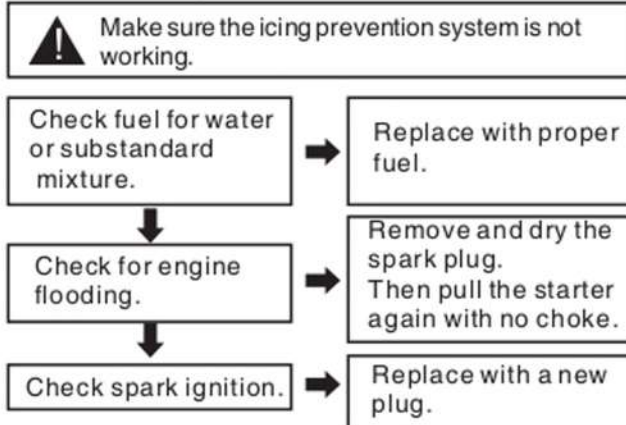 Make sure the icing prevention system is not
working.
Check fuel for water
or substandard
mixture.
Replace with proper
fuel.
Check for engine
flooding.
Remove and dry the
spark plug.
Then pull the starter
again with no choke.
Check spark ignition.
Replace with a new
plug.